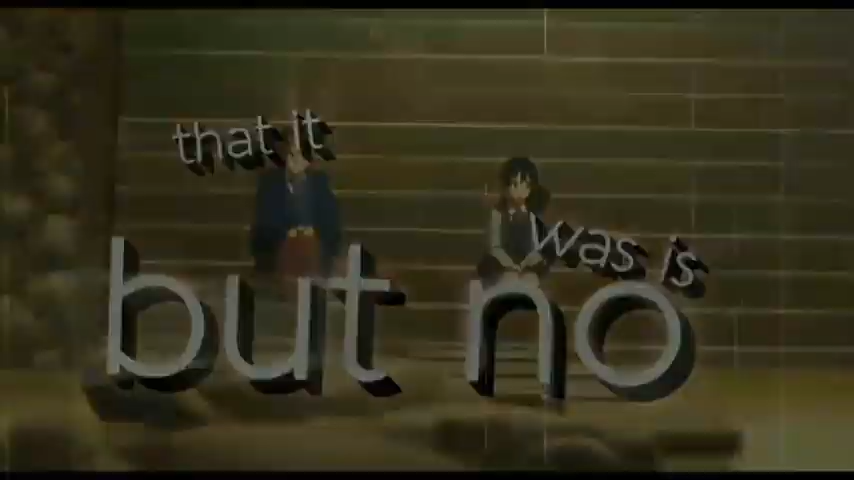 that it
was is
but no